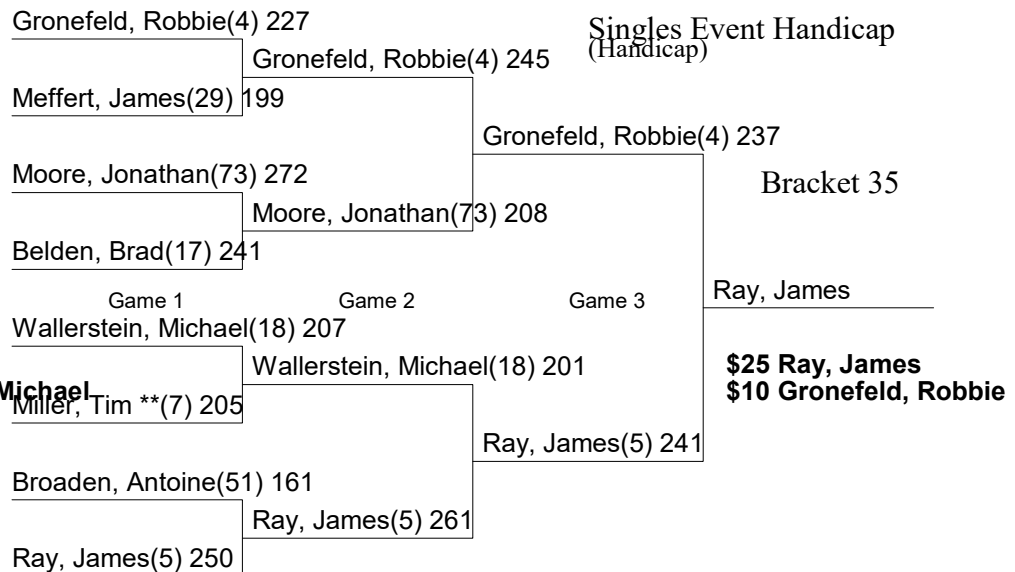 Gronefeld, Robbie(4) 227
Singles Event Handicap
(Handicap)
Gronefeld, Robbie(4) 245
Meffert, James(29) 199
Gronefeld, Robbie(4) 237
Moore, Jonathan(73) 272
Bracket 35
Moore, Jonathan(73) 208
Belden, Brad(17) 241
Game 1
Game 2
Game 3
Ray, James
Wallerstein, Michael(18) 207
Wallerstein, Michael(18) 201
$25 Ray, James
Michael
$10 Gronefeld, Robbie
Miller, Tim **(7) 205
Ray, James(5) 241
Broaden, Antoine(51) 161
Ray, James(5) 261
Ray, James(5) 250